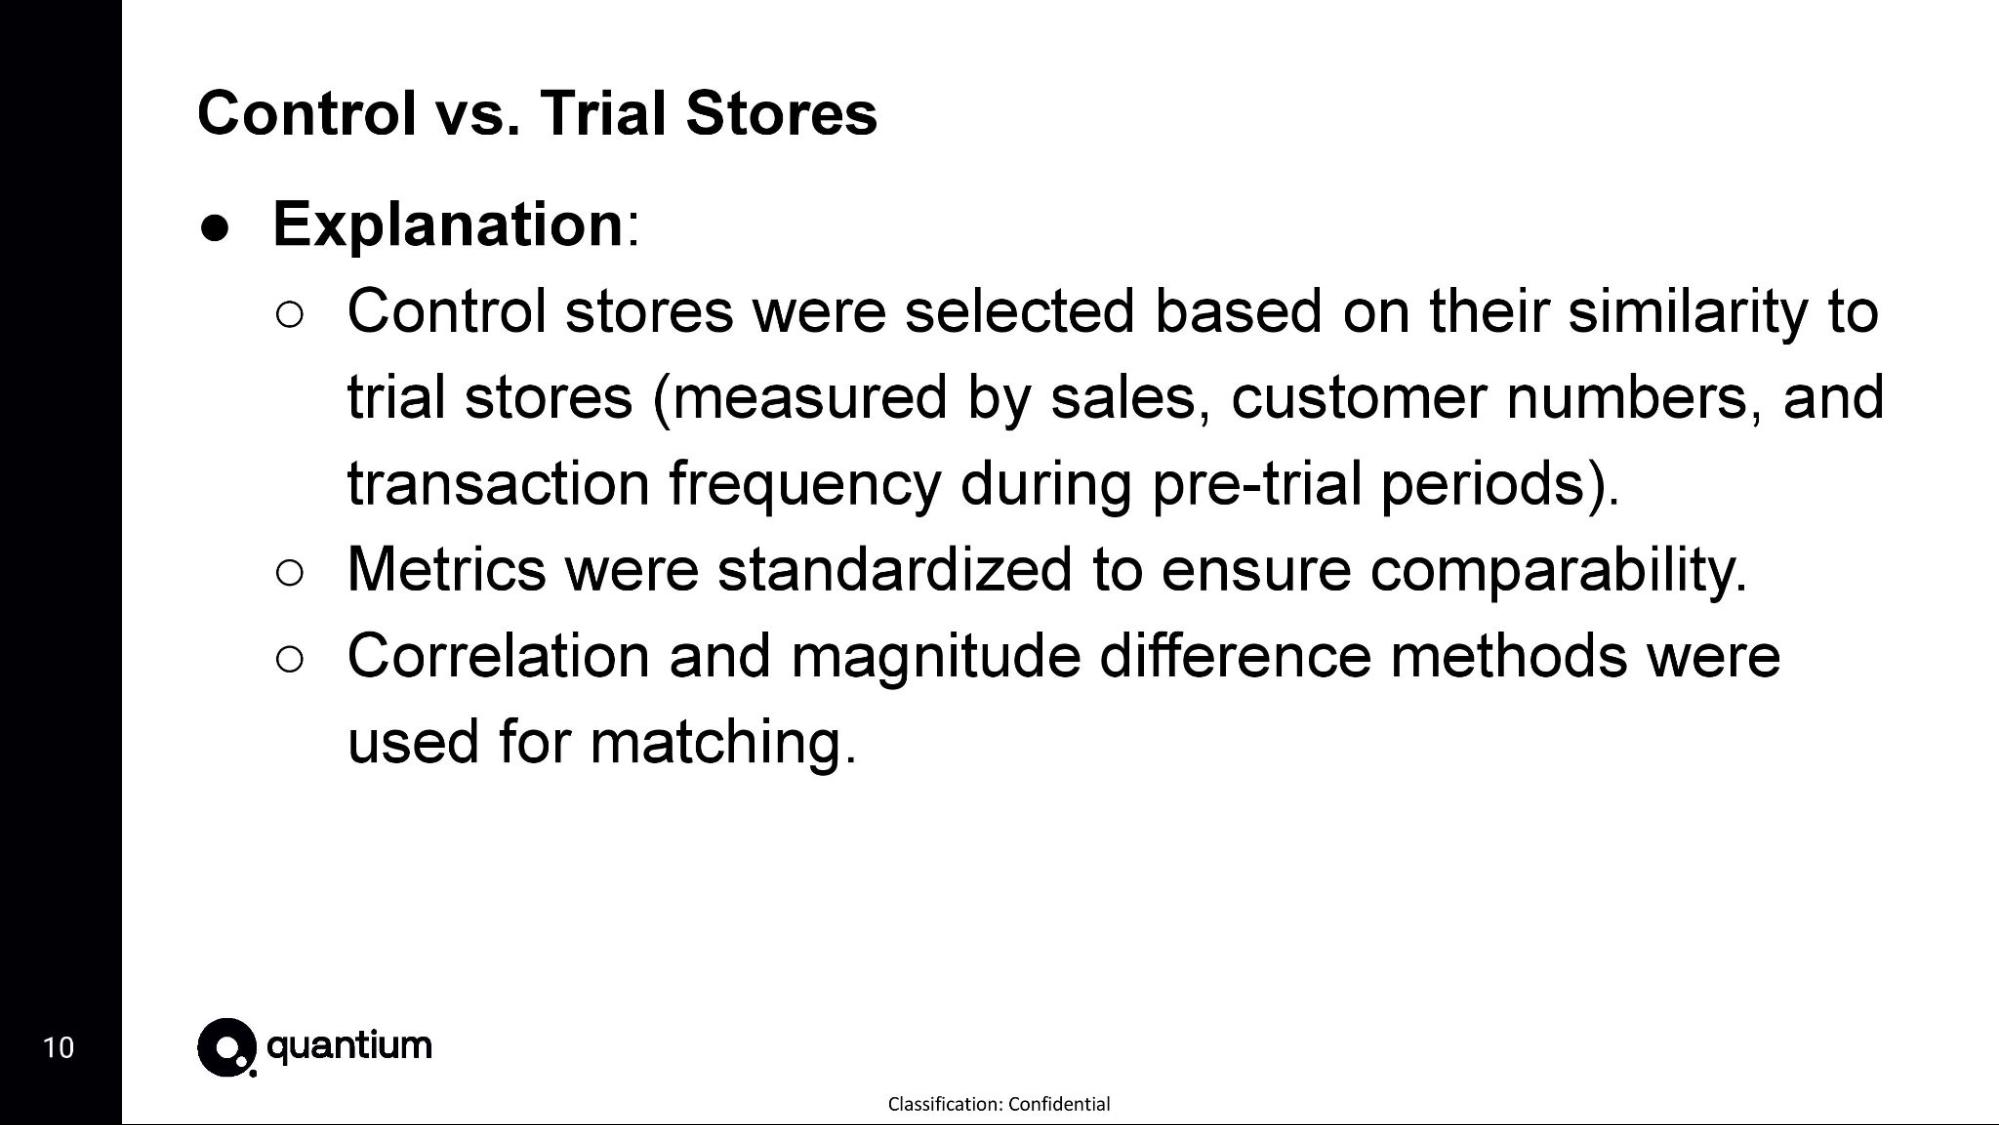 Control vs. Trial Stores
● Explanation:
○ Control stores were selected based on their similarity to
trial stores (measured by sales, customer numbers, and
transaction frequency during pre-trial periods).
○ Metrics were standardized to ensure comparability.
○ Correlation and magnitude difference methods were
used for matching.
10
quantium
Classification: Confidential